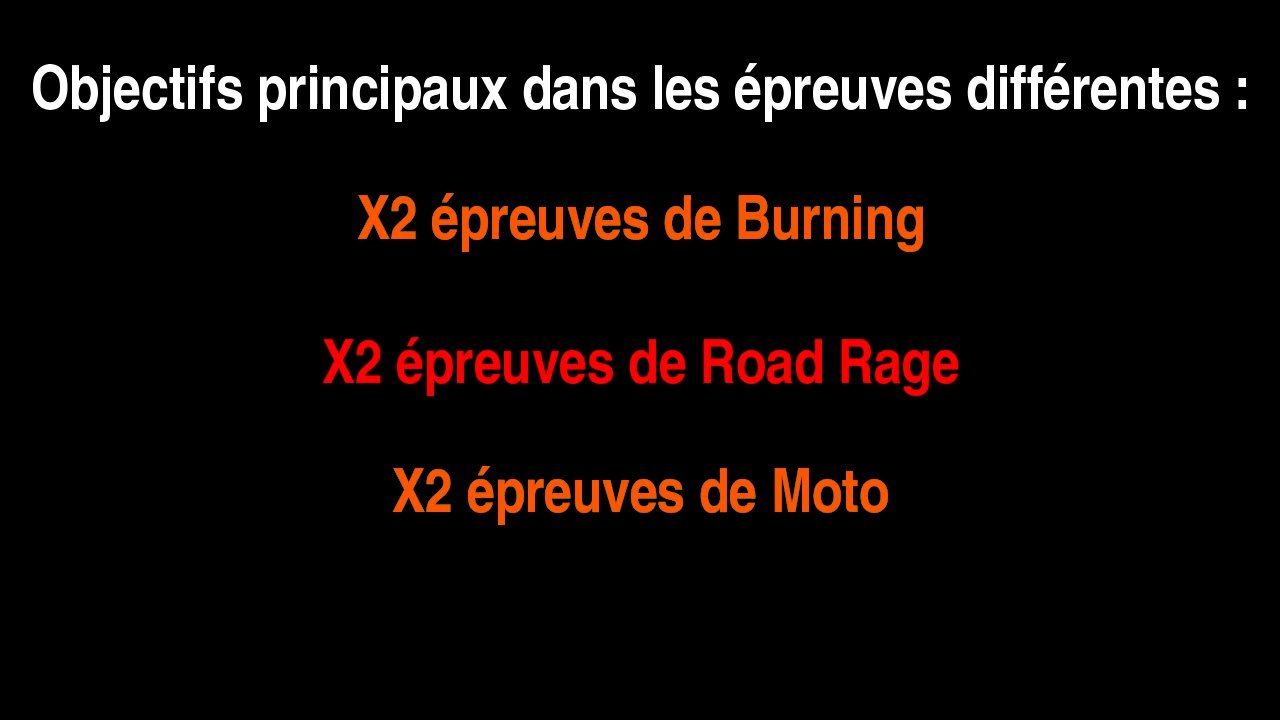 Objectifs principaux dans les épreuves différentes :
X2 épreuves de Burning
X2 épreuves de Road Rage
X2 épreuves de Moto